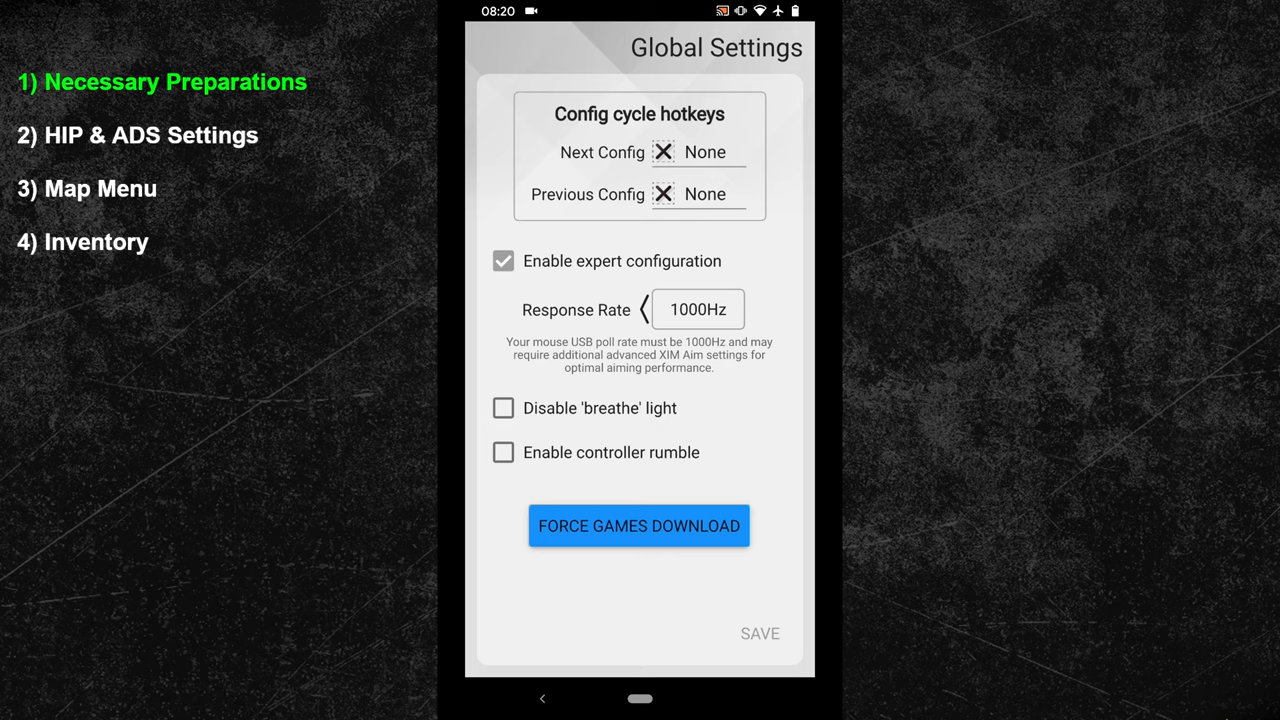 1) Necessary Preparations
2) HIP & ADS Settings
3) Map Menu
4) Inventory
08:20
Global Settings
Config cycle hotkeys
Next Config None
Previous Config None
Enable expert configuration
Response Rate 1000Hz
Your mouse USB poll rate must be 1000Hz and may
require additional advanced XIM Aim settings for
optimal aiming performance.
Disable 'breathe' light
Enable controller rumble
FORCE GAMES DOWNLOAD
SAVE